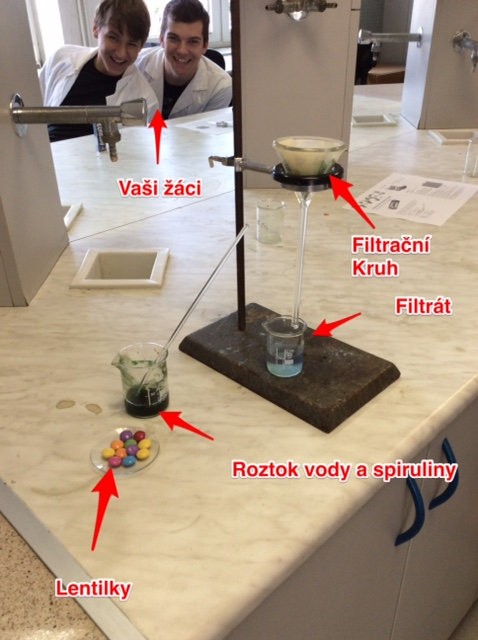 Vaši žáci
Filtrační
Kruh
Filtrát
Roztok vody a spiruliny
Lentilky